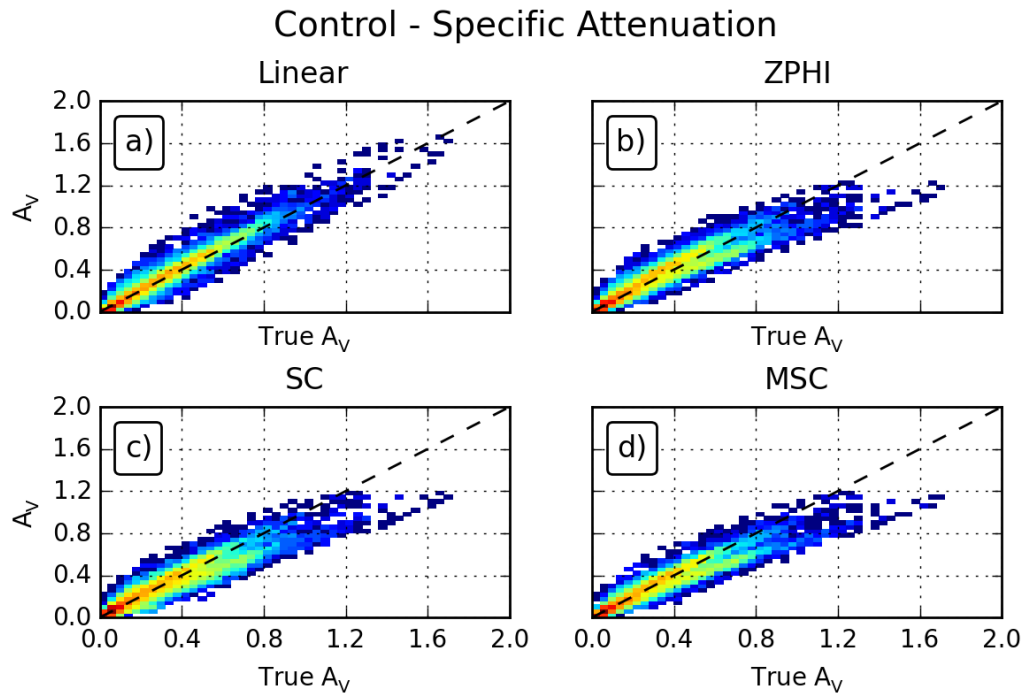 Control - Specific Attenuation
Linear
ZPHI
2.0
1.6
1.2
0.8
0.4
0.0
A_V
a)
b)
True A_V
True A_V
SC
MSC
2.0
1.6
1.2
0.8
0.4
0.0
A_V
c)
d)
0.0 0.4 0.8 1.2 1.6 2.0
0.0 0.4 0.8 1.2 1.6 2.0
True A_V
True A_V